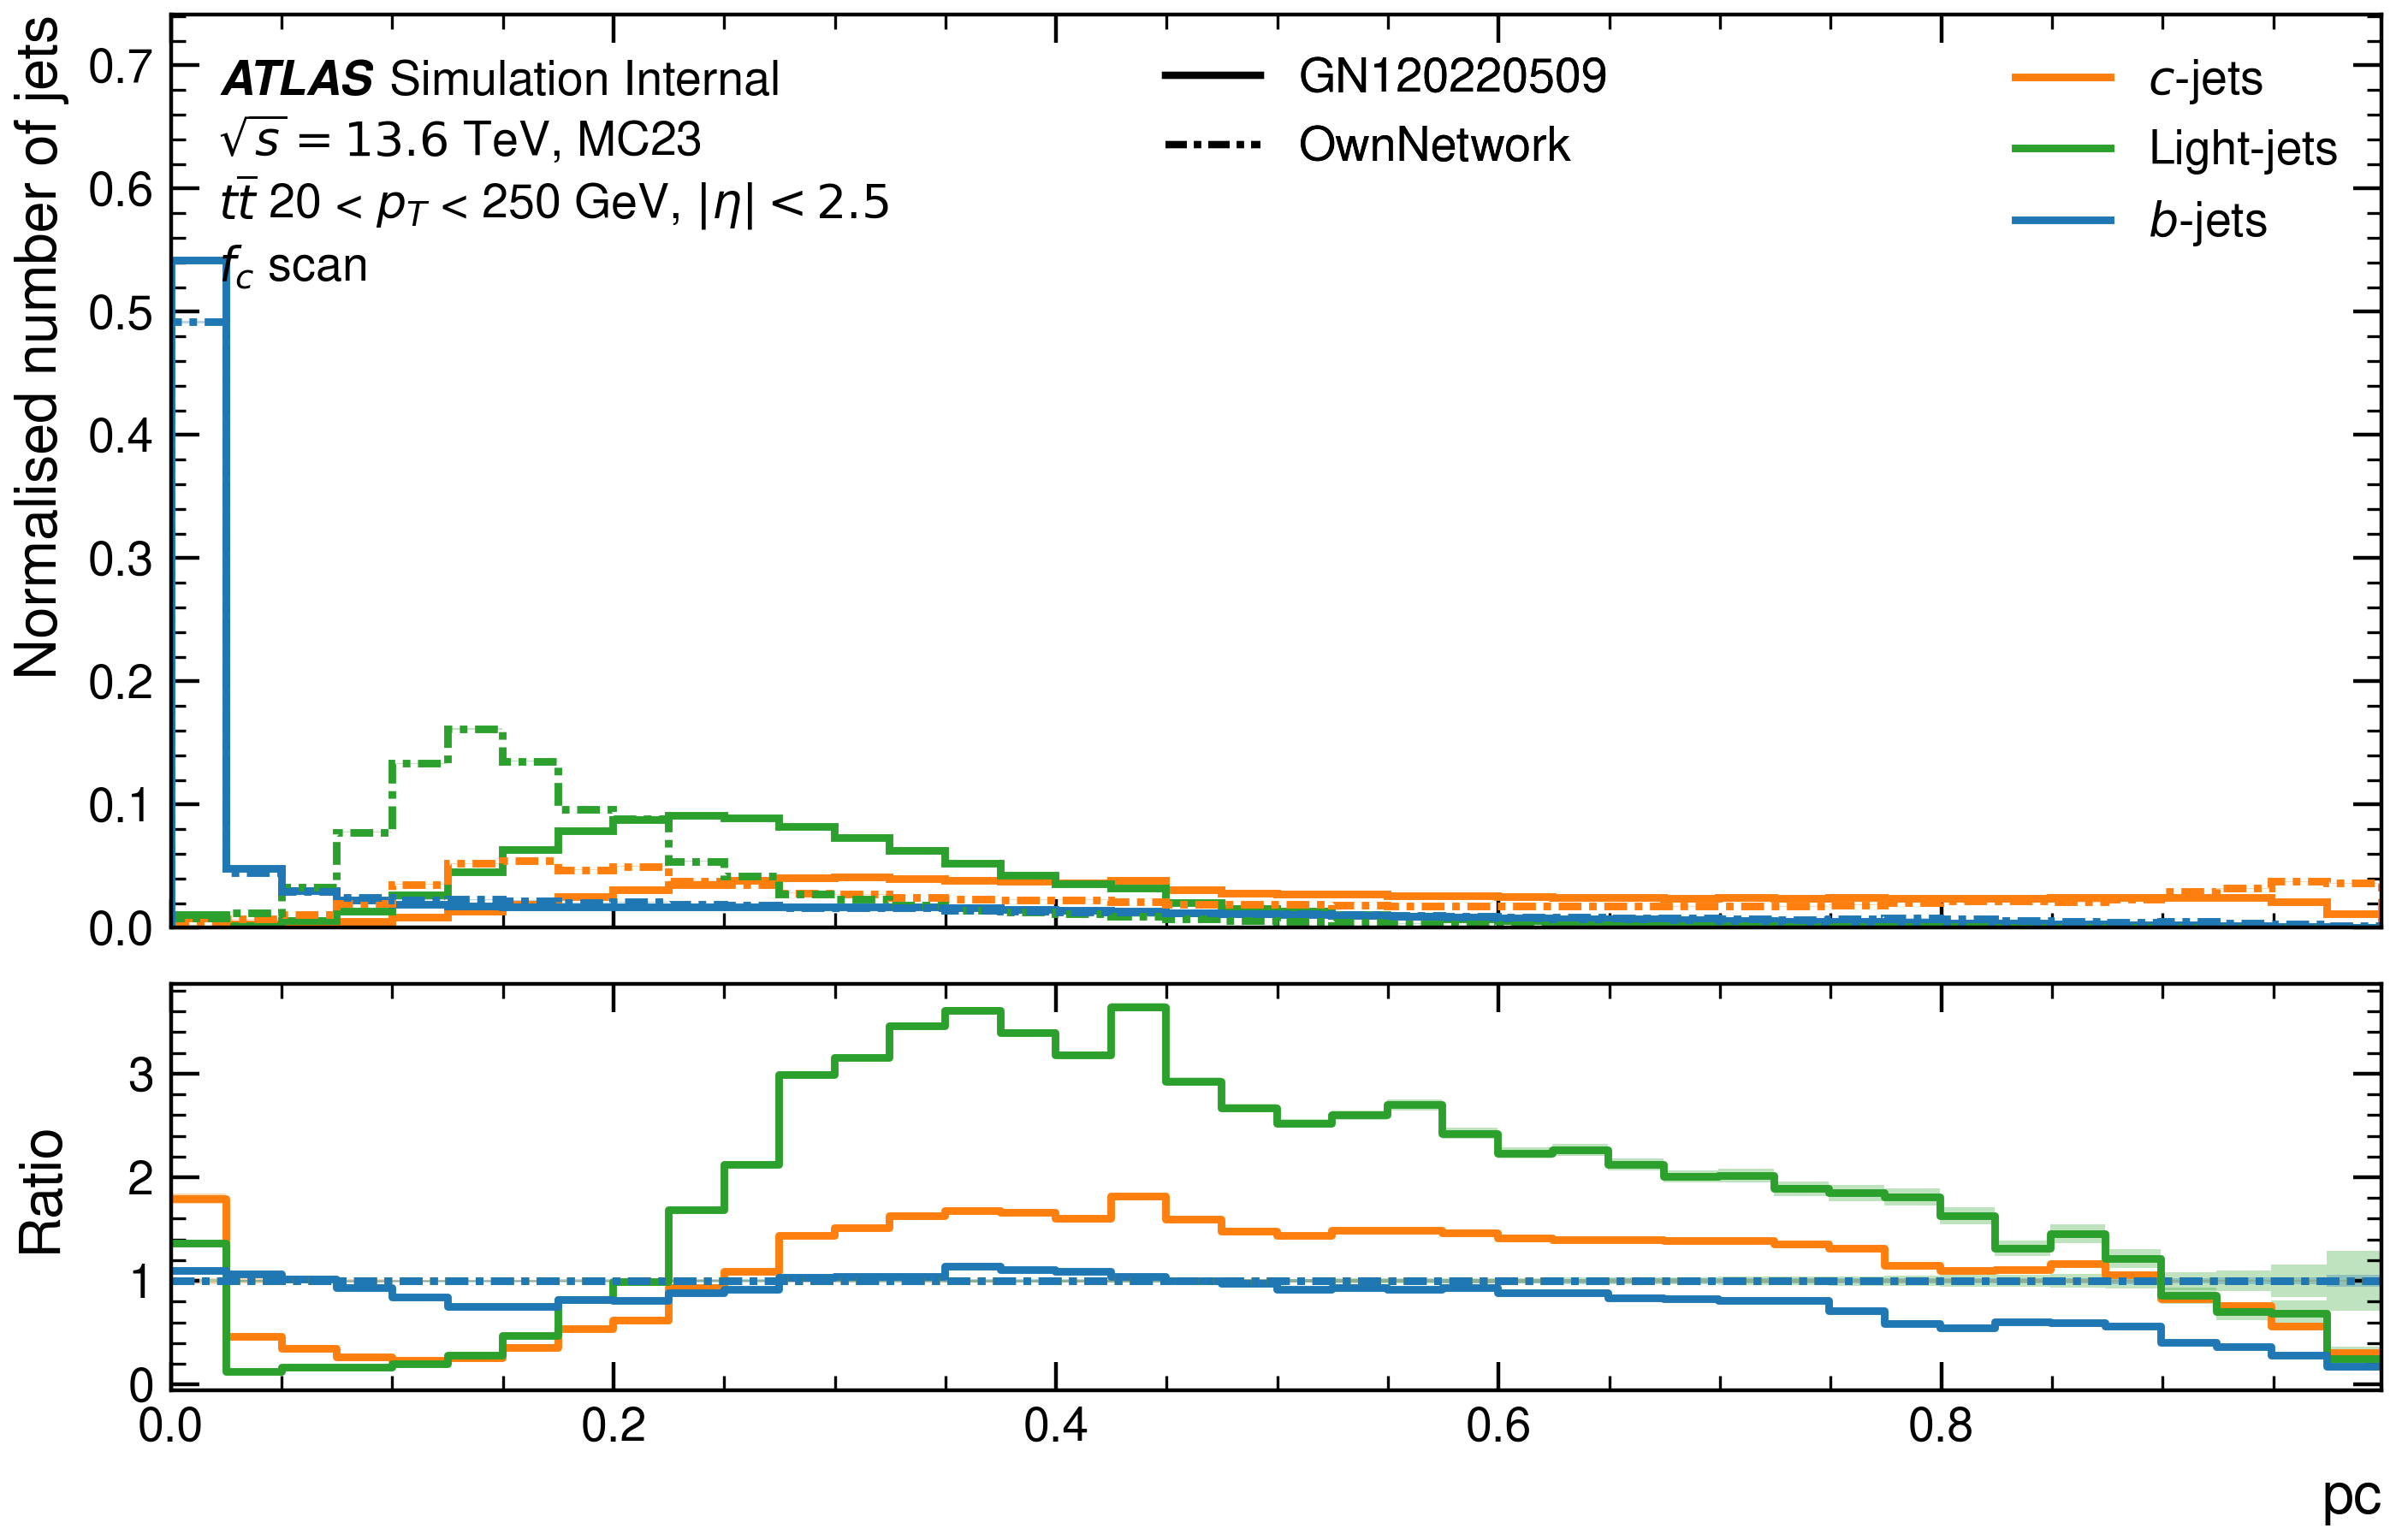 ATLAS Simulation Internal
√s = 13.6 TeV, MC23
tt̄ 20 < p_T < 250 GeV, |η| < 2.5
f_c scan
GN120220509
OwnNetwork
c-jets
Light-jets
b-jets
Normalised number of jets
0.7
0.6
0.5
0.4
0.3
0.2
0.1
0.0
Ratio
3
2
1
0
0.0 0.2 0.4 0.6 0.8
pc